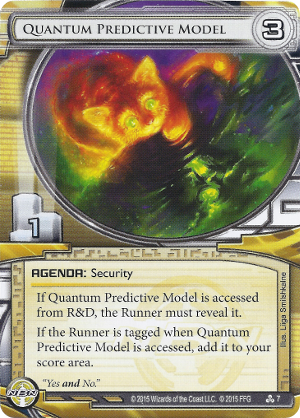 QUANTUM PREDICTIVE MODEL
3
1
AGENDA: Security
If Quantum Predictive Model is accessed
from R&D, the Runner must reveal it.
If the Runner is tagged when Quantum
Predictive Model is accessed, add it to your
score area.
"Yes and No."
Illus. Liiga Smilshkalne
NBN
© 2015 Wizards of the Coast LLC. © 2015 FFG
7